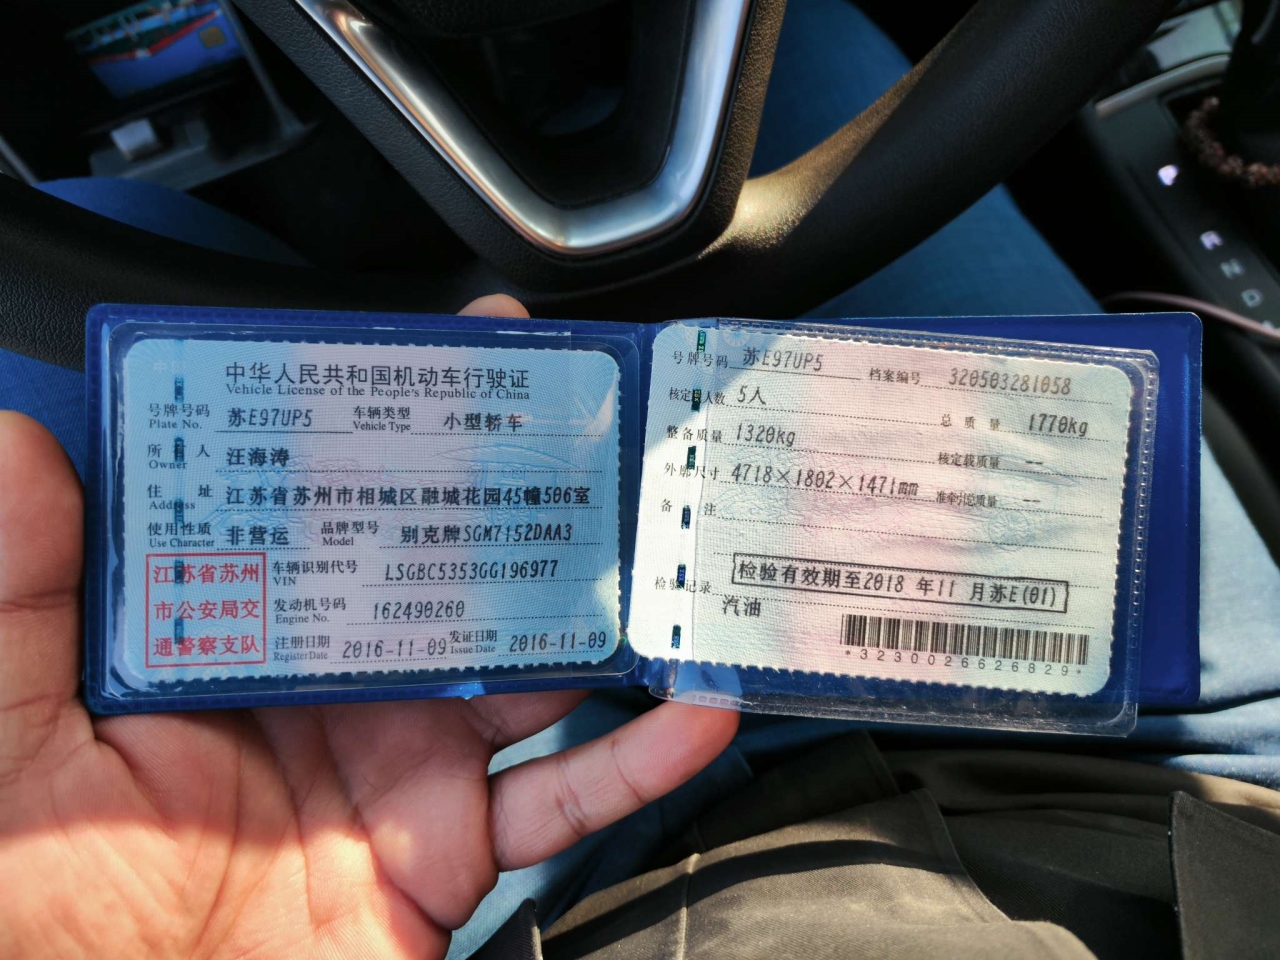 中华人民共和国机动车行驶证
Vehicle License of the People's Republic of China
号牌号码 苏E97UP5 车辆类型 小型轿车
Plate No. Vehicle Type
所有人 汪海涛
Owner
住址 江苏省苏州市相城区融城花园45幢506室
Address
使用性质 非营运 品牌型号 别克牌SGM7152DAA3
Use Character Model
江苏省苏州
市公安局交
通警察支队
车辆识别代号 LSGBC5353GG196977
VIN
发动机号码 162490260
Engine No.
注册日期 2016-11-09 发证日期 2016-11-09
Register Date Issue Date
号牌号码 苏E97UP5 档案编号 320503281058
核定人数 5人 总质量 1770kg
整备质量 1320kg 核定载质量 --
外廓尺寸 4718×1802×1471mm 准牵引总质量 --
备注
检验有效期至2018 年11 月苏E(01)
检验记录
汽油
*3230026626829*
P
R
N
D